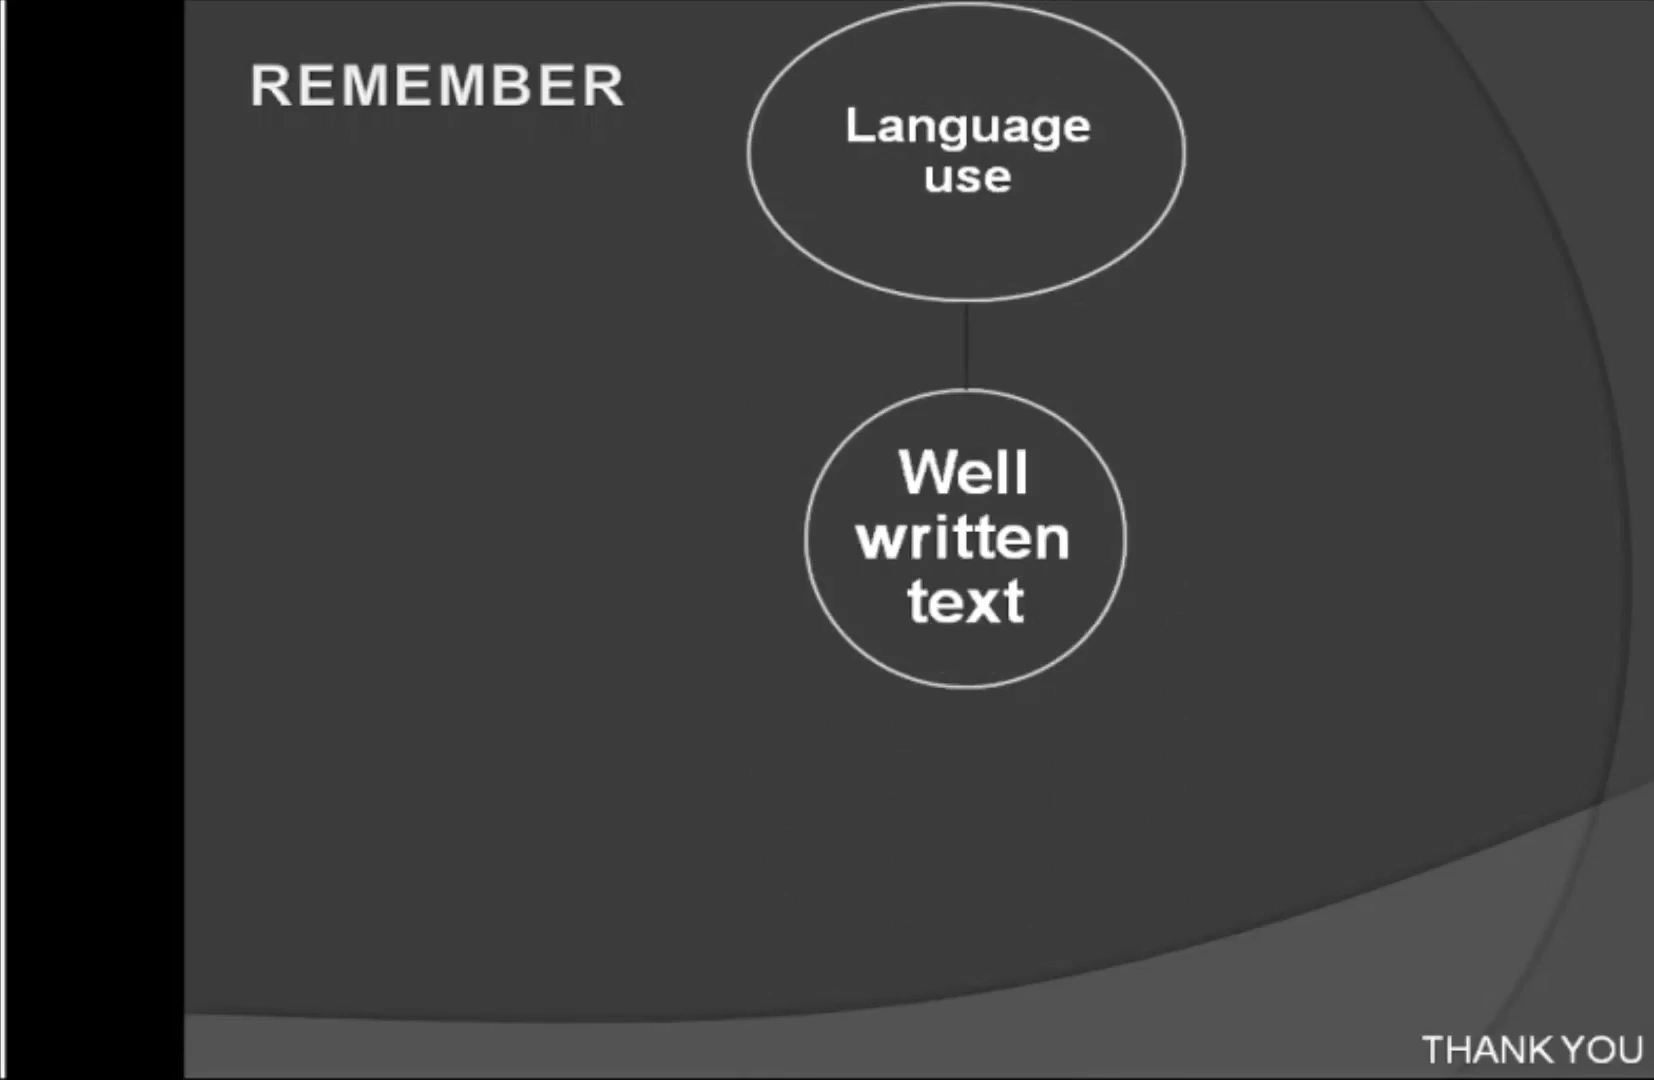 REMEMBER
Language
use
Well
written
text
THANK YOU